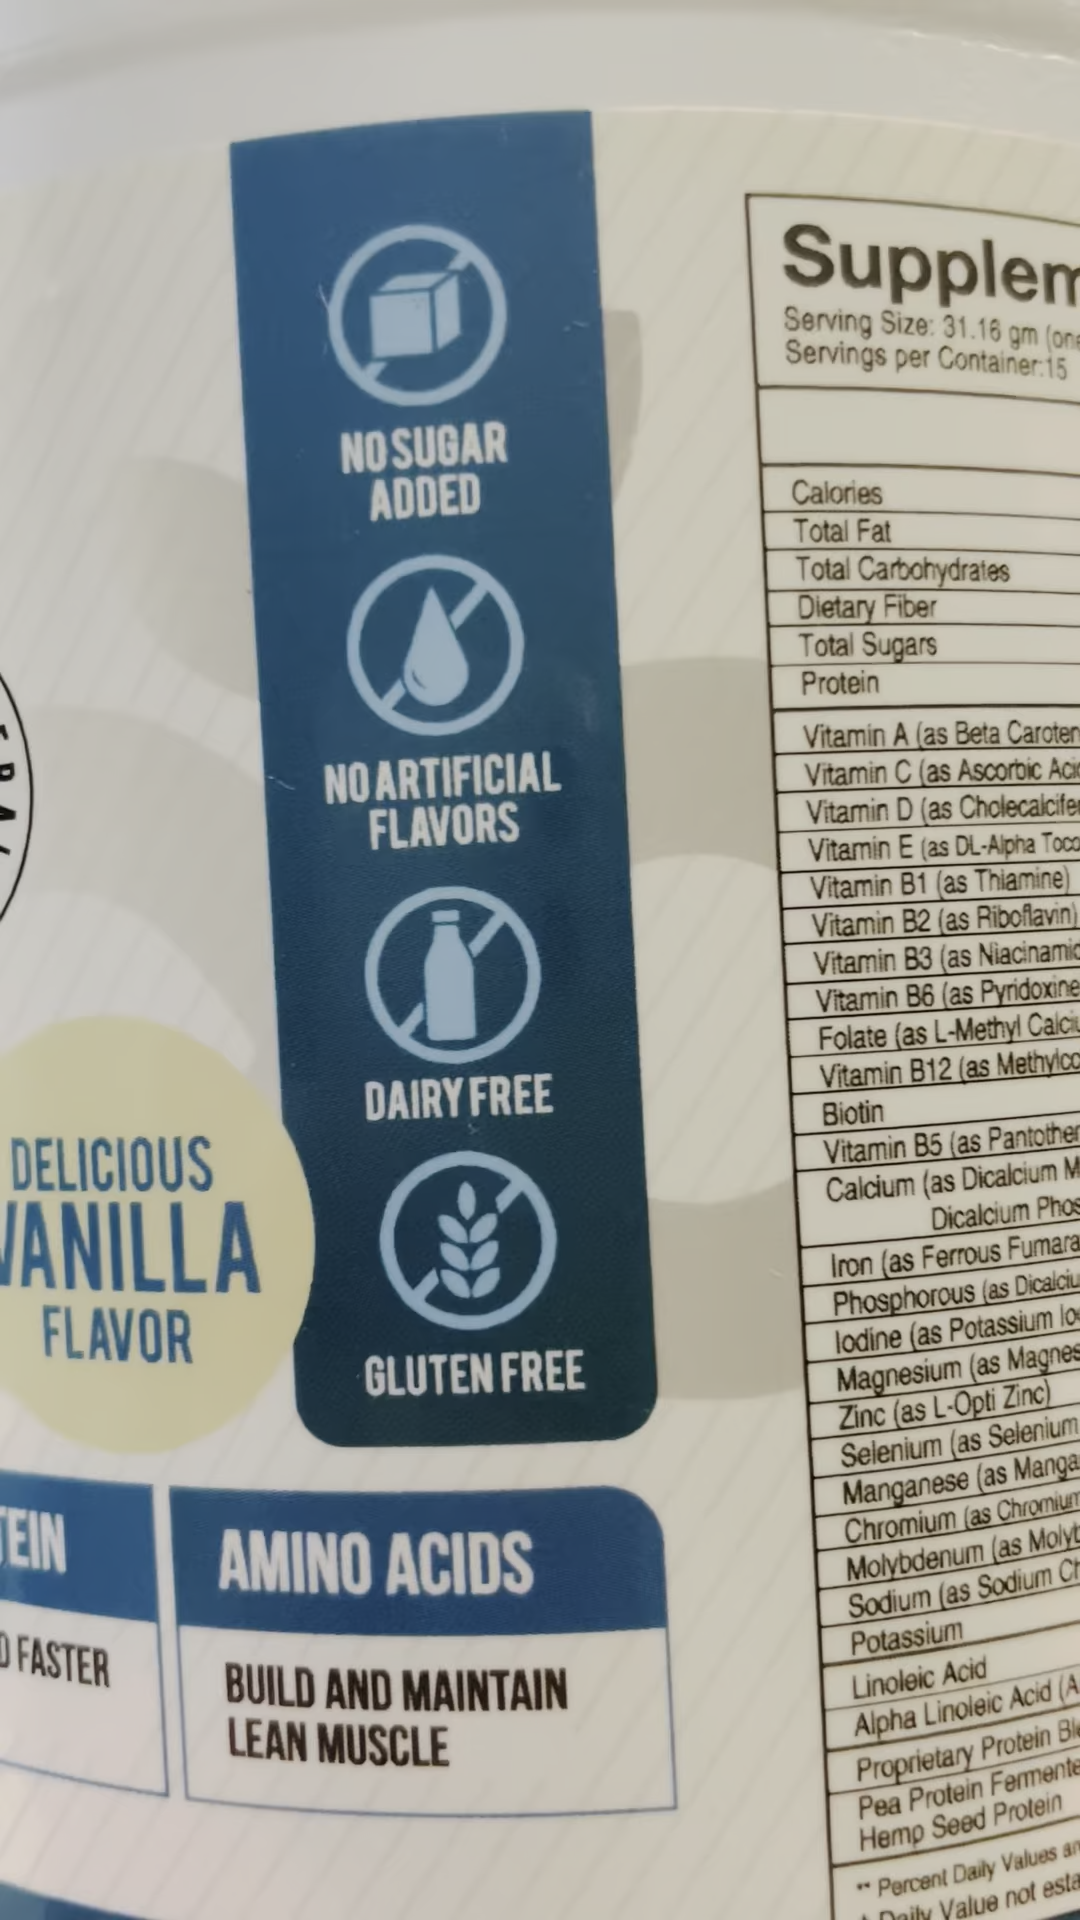 NO SUGAR
ADDED
NO ARTIFICIAL
FLAVORS
DAIRY FREE
GLUTEN FREE
DELICIOUS
VANILLA
FLAVOR
TEIN
FASTER
AMINO ACIDS
BUILD AND MAINTAIN
LEAN MUSCLE
Supplem
Serving Size: 31.16 gm (one
Servings per Container:15
Calories
Total Fat
Total Carbohydrates
Dietary Fiber
Total Sugars
Protein
Vitamin A (as Beta Caroten
Vitamin C (as Ascorbic Acid
Vitamin D (as Cholecalcifer
Vitamin E (as DL-Alpha Toco
Vitamin B1 (as Thiamine)
Vitamin B2 (as Riboflavin)
Vitamin B3 (as Niacinamid
Vitamin B6 (as Pyridoxine
Folate (as L-Methyl Calciu
Vitamin B12 (as Methylco
Biotin
Vitamin B5 (as Pantother
Calcium (as Dicalcium M
Dicalcium Phos
Iron (as Ferrous Fumara
Phosphorous (as Dicalciu
Iodine (as Potassium Io
Magnesium (as Magnes
Zinc (as L-Opti Zinc)
Selenium (as Selenium
Manganese (as Manga
Chromium (as Chromium
Molybdenum (as Molyb
Sodium (as Sodium Ch
Potassium
Linoleic Acid
Alpha Linoleic Acid (A
Proprietary Protein Ble
Pea Protein Fermente
Hemp Seed Protein
** Percent Daily Values are
Daily Value not esta